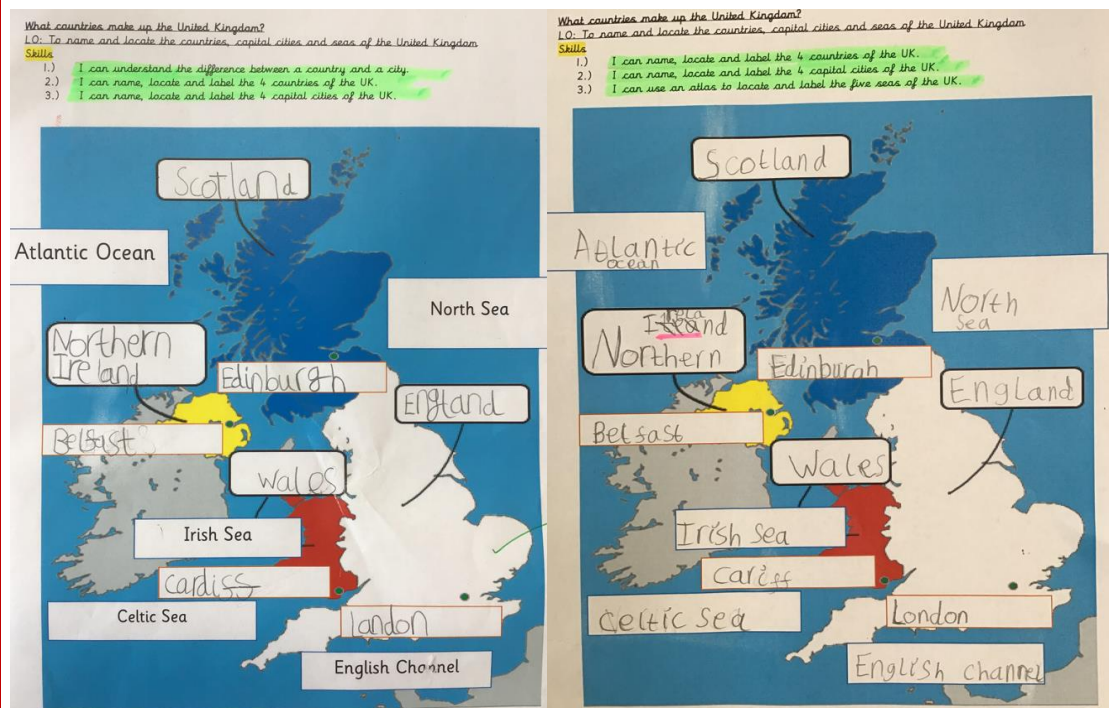 What countries make up the United Kingdom?
LO: To name and locate the countries, capital cities and seas of the United Kingdom
Skills
1.) I can understand the difference between a country and a city.
2.) I can name, locate and label the 4 countries of the UK.
3.) I can name, locate and label the 4 capital cities of the UK.
Scotland
Atlantic Ocean
North Sea
Northern
Ireland
Edinburgh
England
Belfast
Wales
Irish Sea
Cardiff
Celtic Sea
london
English Channel
What countries make up the United Kingdom?
LO: To name and locate the countries, capital cities and seas of the United Kingdom
Skills
1.) I can name, locate and label the 4 countries of the UK.
2.) I can name, locate and label the 4 capital cities of the UK.
3.) I can use an atlas to locate and label the five seas of the UK.
Scotland
Atlantic
ocean
North
Sea
Northern
Edinburgh
England
Belfast
Wales
Irish Sea
Cariff
Celtic Sea
London
English channel